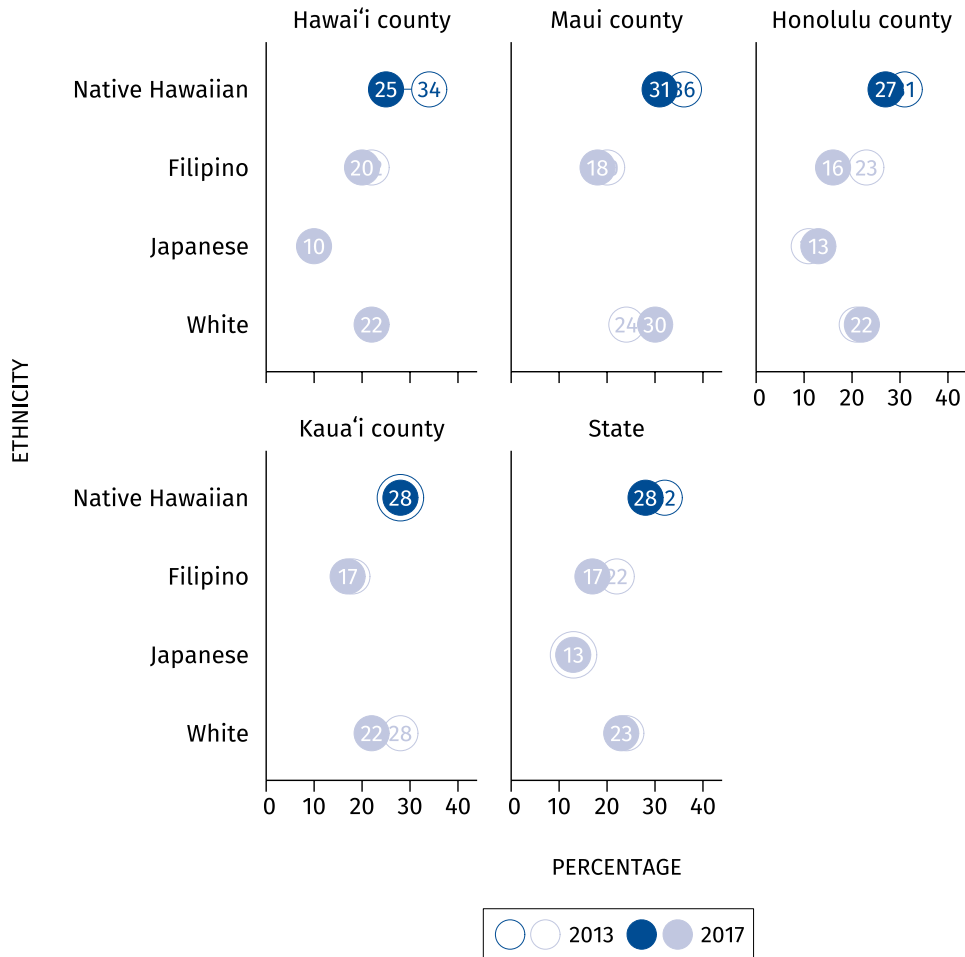 Hawaiʻi county Maui county Honolulu county
Native Hawaiian 25 34 31 36 27 31
Filipino 20 18 16 23
Japanese 10 13
White 22 24 30 22
0 10 20 30 40
ETHNICITY
Kauaʻi county State
Native Hawaiian 28 28 32
Filipino 17 17 22
Japanese 13
White 22 28 23
0 10 20 30 40 0 10 20 30 40
PERCENTAGE
2013 2017